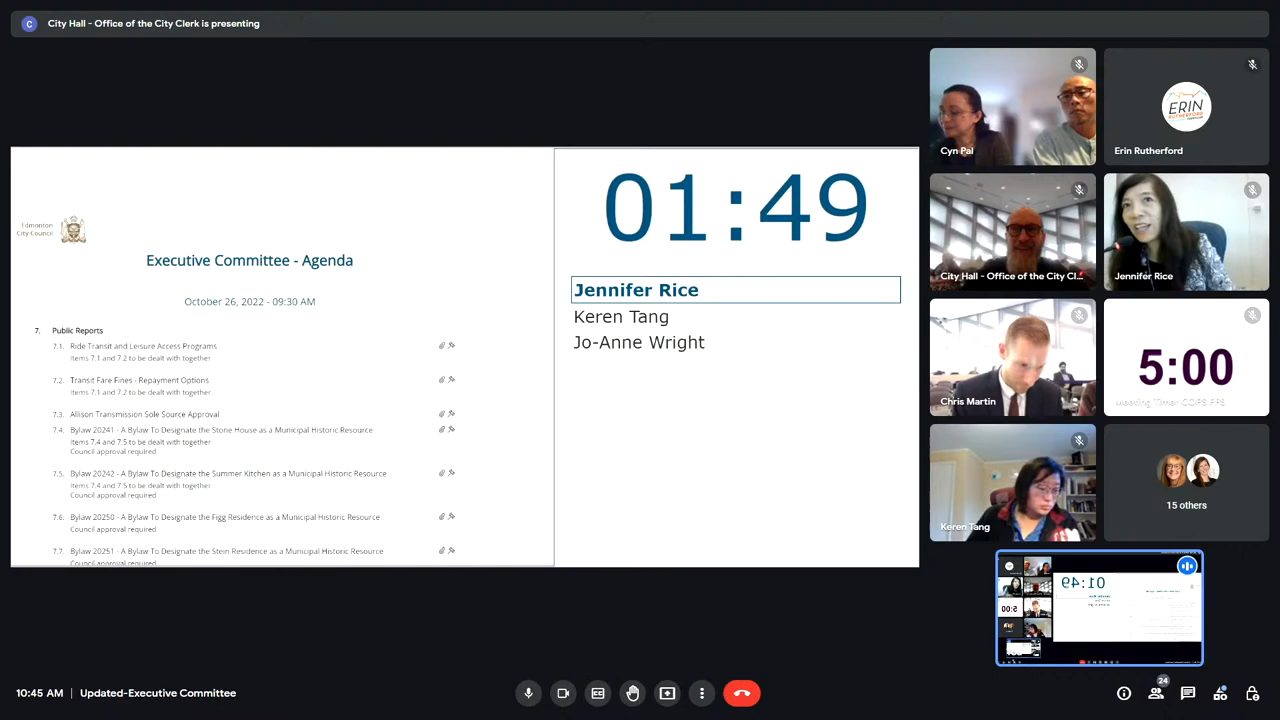 C City Hall - Office of the City Clerk is presenting
Edmonton
City Council
Executive Committee - Agenda
October 26, 2022 - 09:30 AM
7. Public Reports
7.1. Ride Transit and Leisure Access Programs
Items 7.1 and 7.2 to be dealt with together
7.2. Transit Fare Fines - Repayment Options
Items 7.1 and 7.2 to be dealt with together
7.3. Allison Transmission Sole Source Approval
7.4. Bylaw 20241 - A Bylaw To Designate the Stone House as a Municipal Historic Resource
Items 7.4 and 7.5 to be dealt with together
Council approval required
7.5. Bylaw 20242 - A Bylaw To Designate the Summer Kitchen as a Municipal Historic Resource
Items 7.4 and 7.5 to be dealt with together
Council approval required
7.6. Bylaw 20250 - A Bylaw To Designate the Figg Residence as a Municipal Historic Resource
Council approval required
7.7. Bylaw 20251 - A Bylaw To Designate the Stein Residence as a Municipal Historic Resource
Council approval required
01:49
Jennifer Rice
Keren Tang
Jo-Anne Wright
Cyn Pal
ERIN
RUTHERFORD
Erin Rutherford
City Hall - Office of the City Cl...
Jennifer Rice
Chris Martin
5:00
Meeting Timer CCIPS PPS
Keren Tang
15 others
01:49
5:00
10:45 AM | Updated-Executive Committee
CC
24